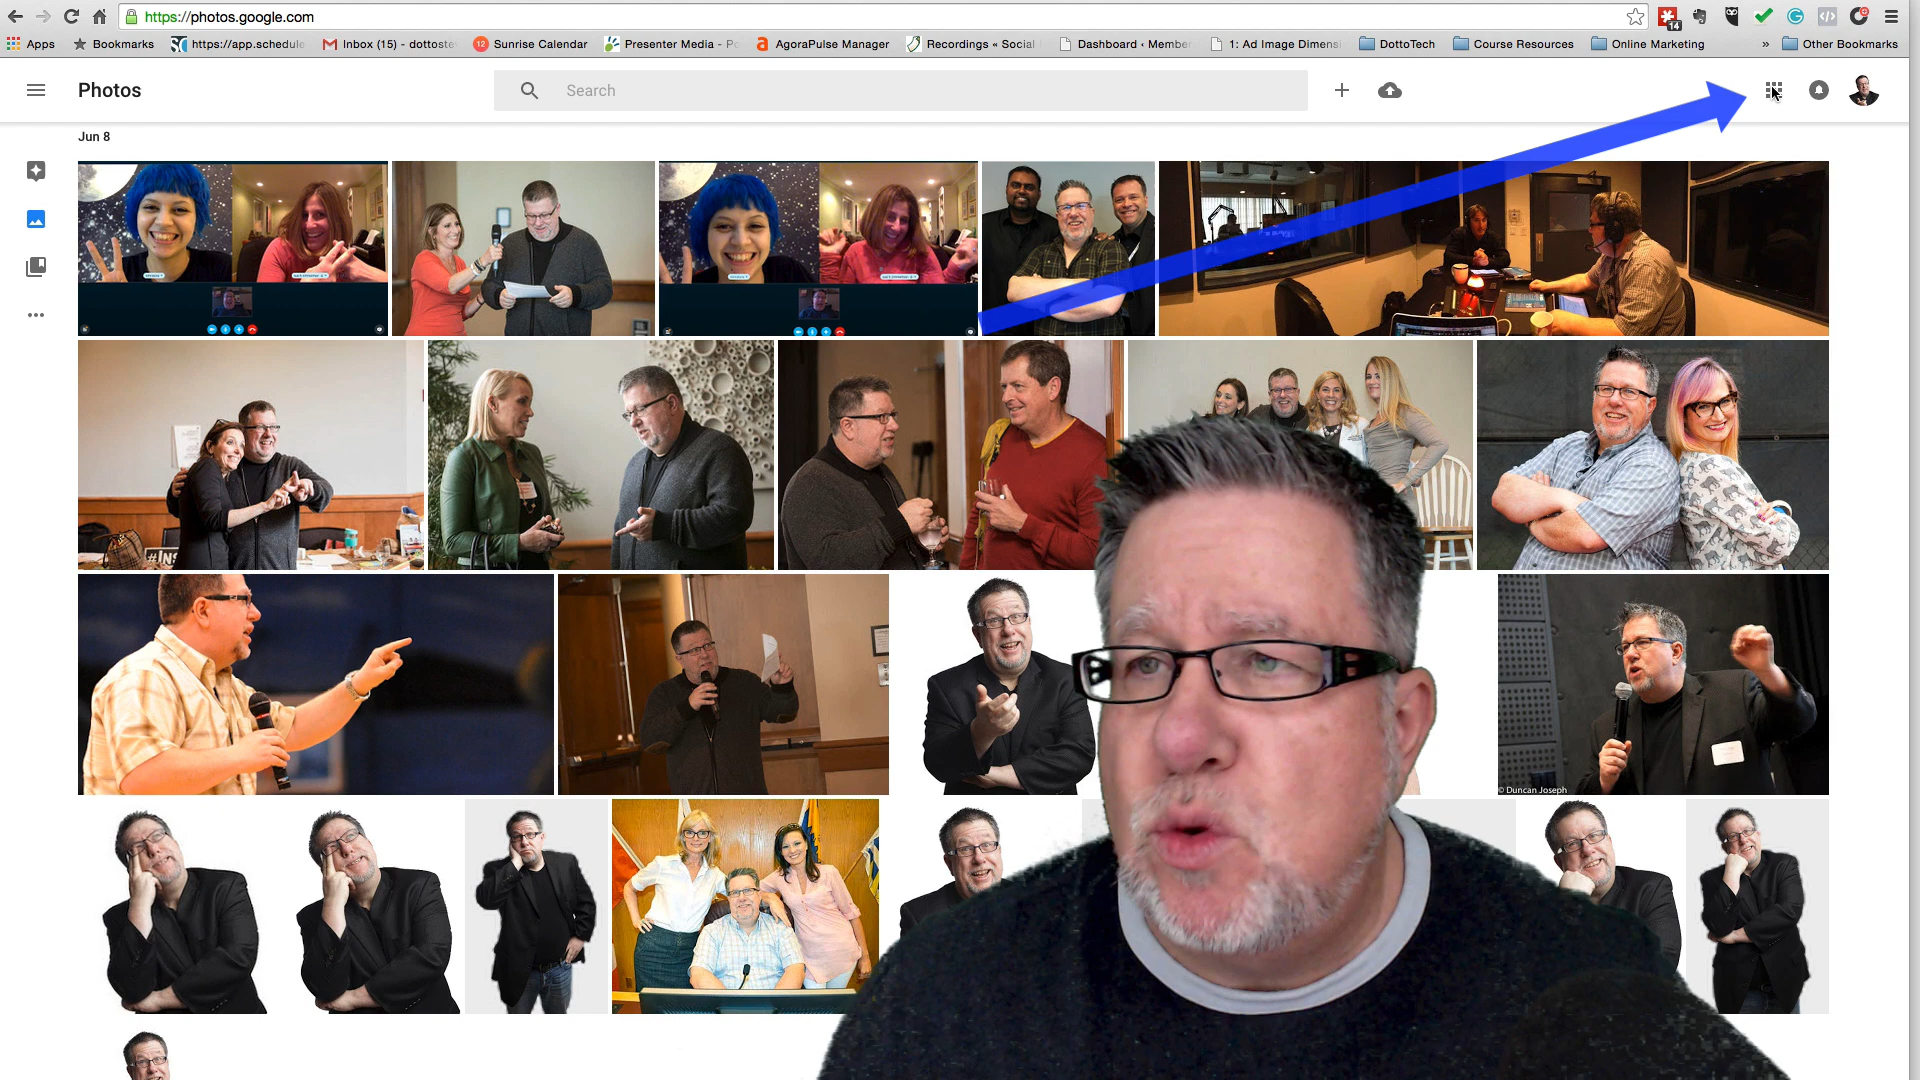 https://photos.google.com
14
Apps Bookmarks https://app.schedule Inbox (15) - dottoste 12 Sunrise Calendar Presenter Media - P AgoraPulse Manager Recordings « Social Dashboard ‹ Membe 1: Ad Image Dimens DottoTech Course Resources Online Marketing » Other Bookmarks
Photos
Search
Jun 8
© Duncan Joseph